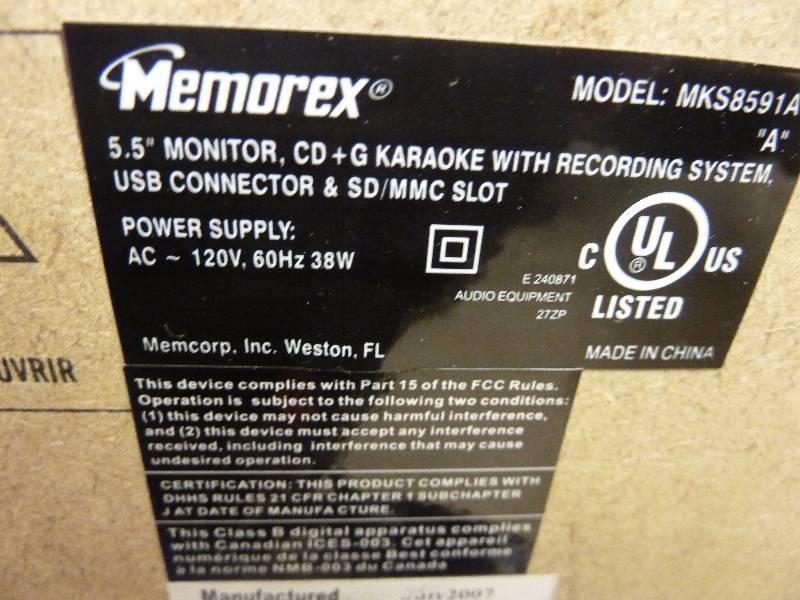 Memorex®
MODEL: MKS8591A
"A"
5.5" MONITOR, CD+G KARAOKE WITH RECORDING SYSTEM,
USB CONNECTOR & SD/MMC SLOT
POWER SUPPLY:
AC ~ 120V, 60Hz 38W
C UL® US
LISTED
E 240871
AUDIO EQUIPMENT
27ZP
Memcorp, Inc. Weston, FL
MADE IN CHINA
UVRIR
This device complies with Part 15 of the FCC Rules.
Operation is subject to the following two conditions:
(1) this device may not cause harmful interference,
and (2) this device must accept any interference
received, including interference that may cause
undesired operation.
CERTIFICATION: THIS PRODUCT COMPLIES WITH
DHHS RULES 21 CFR CHAPTER 1 SUBCHAPTER
J AT DATE OF MANUFA CTURE.
This Class B digital apparatus complies
with Canadian ICES-003. Cet appareil
numérique de la classe Best conforme
à la norme NMB-003 du Canada
Manufactured 2007